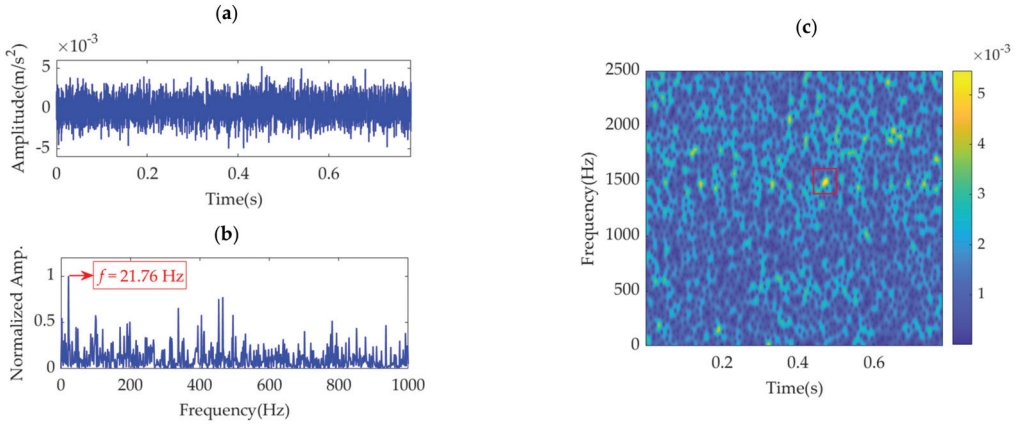 (a)
×10⁻³
5
0
-5
Amplitude(m/s²)
0 0.2 0.4 0.6
Time(s)
(b)
1
0.5
0
Normalized Amp.
f = 21.76 Hz
0 200 400 600 800 1000
Frequency(Hz)
(c)
×10⁻³
2500
2000
1500
1000
500
0
Frequency(Hz)
0.2 0.4 0.6
Time(s)
5
4
3
2
1